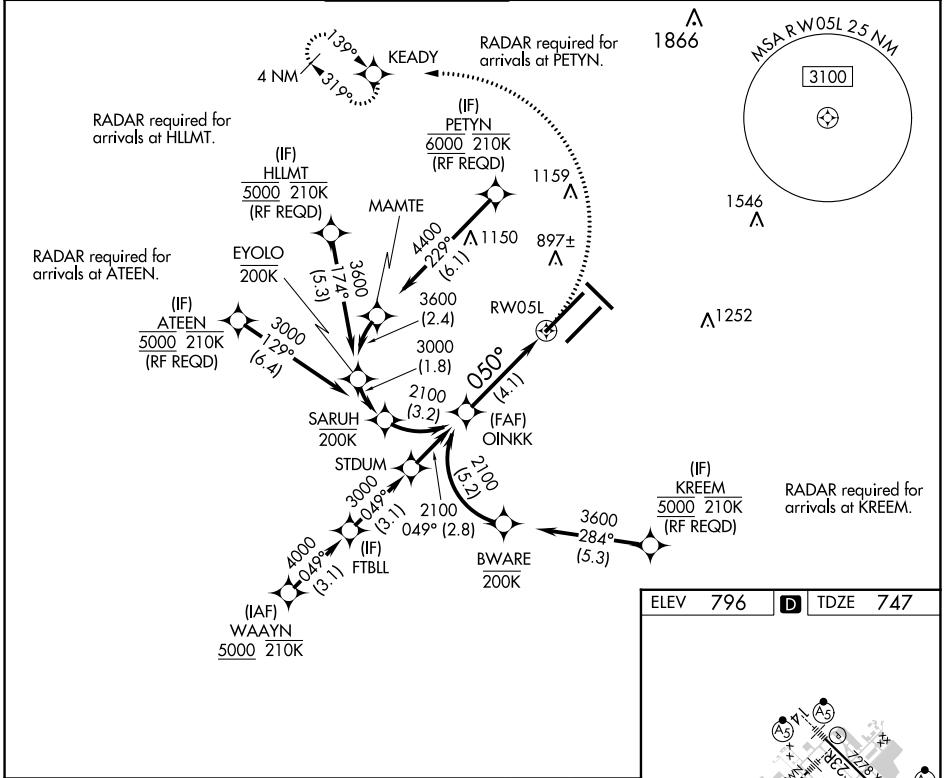 1866
MSA RW05L 25 NM
3100
139°
319°
4 NM
KEADY
RADAR required for
arrivals at PETYN.
RADAR required for
arrivals at HLLMT.
(IF)
PETYN
6000 210K
(RF REQD)
(IF)
HLLMT
5000 210K
(RF REQD)
1159
1546
MAMTE
4400
229°
(6.1)
1150
897±
RADAR required for
arrivals at ATEEN.
EYOLO
200K
3600
174°
(5.3)
3600
(2.4)
RW05L
1252
(IF)
ATEEN
5000 210K
(RF REQD)
3000
129°
(6.4)
3000
(1.8)
050°
(4.1)
2100
(3.2)
SARUH
200K
(FAF)
OINKK
STDUM
2100
(5.2)
3000
049°
(3.1)
2100
049° (2.8)
(IF)
KREEM
5000 210K
(RF REQD)
RADAR required for
arrivals at KREEM.
3600
284°
(5.3)
(IF)
FTBLL
BWARE
200K
4000
049°
(3.1)
(IAF)
WAAYN
5000 210K
ELEV 796 D TDZE 747
A5
A5
14
P
23R
7278